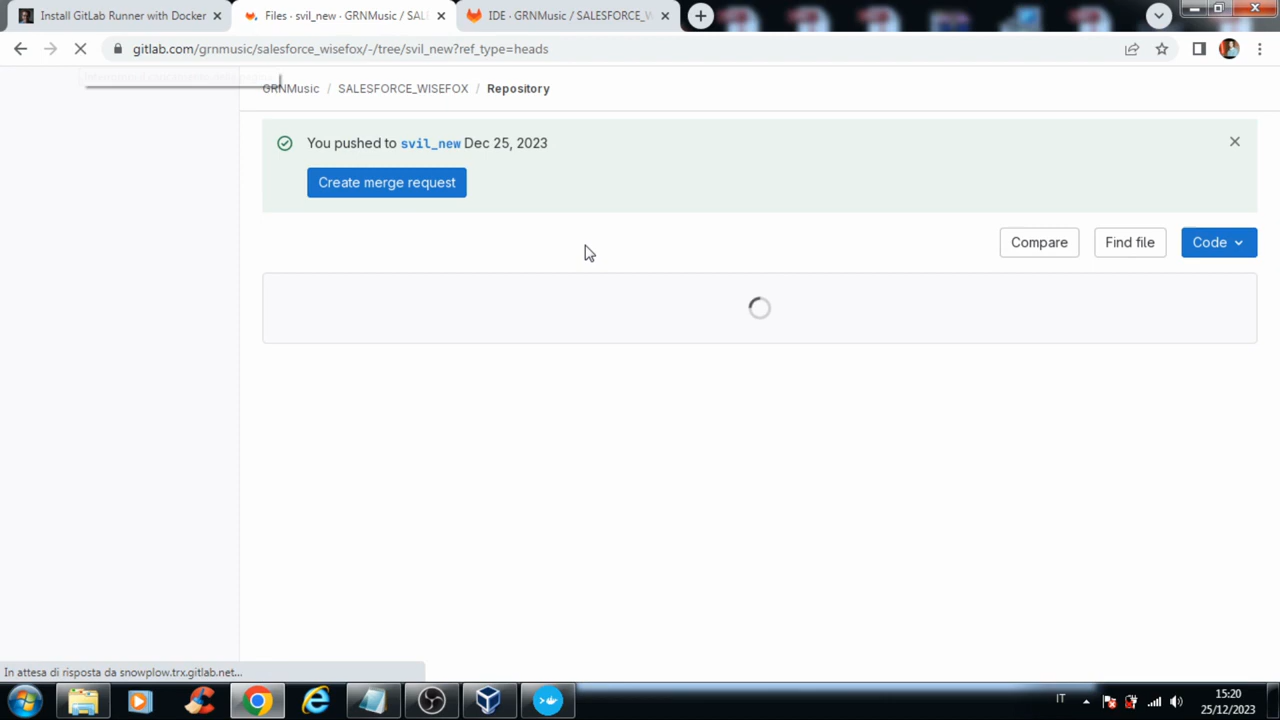 Install GitLab Runner with Docker
Files · svil_new · GRNMusic / SAL
IDE · GRNMusic / SALESFORCE_W
gitlab.com/grnmusic/salesforce_wisefox/-/tree/svil_new?ref_type=heads
GRNMusic / SALESFORCE_WISEFOX / Repository
You pushed to svil_new Dec 25, 2023
Create merge request
Compare
Find file
Code
In attesa di risposta da snowplow.trx.gitlab.net...
IT
15:20
25/12/2023